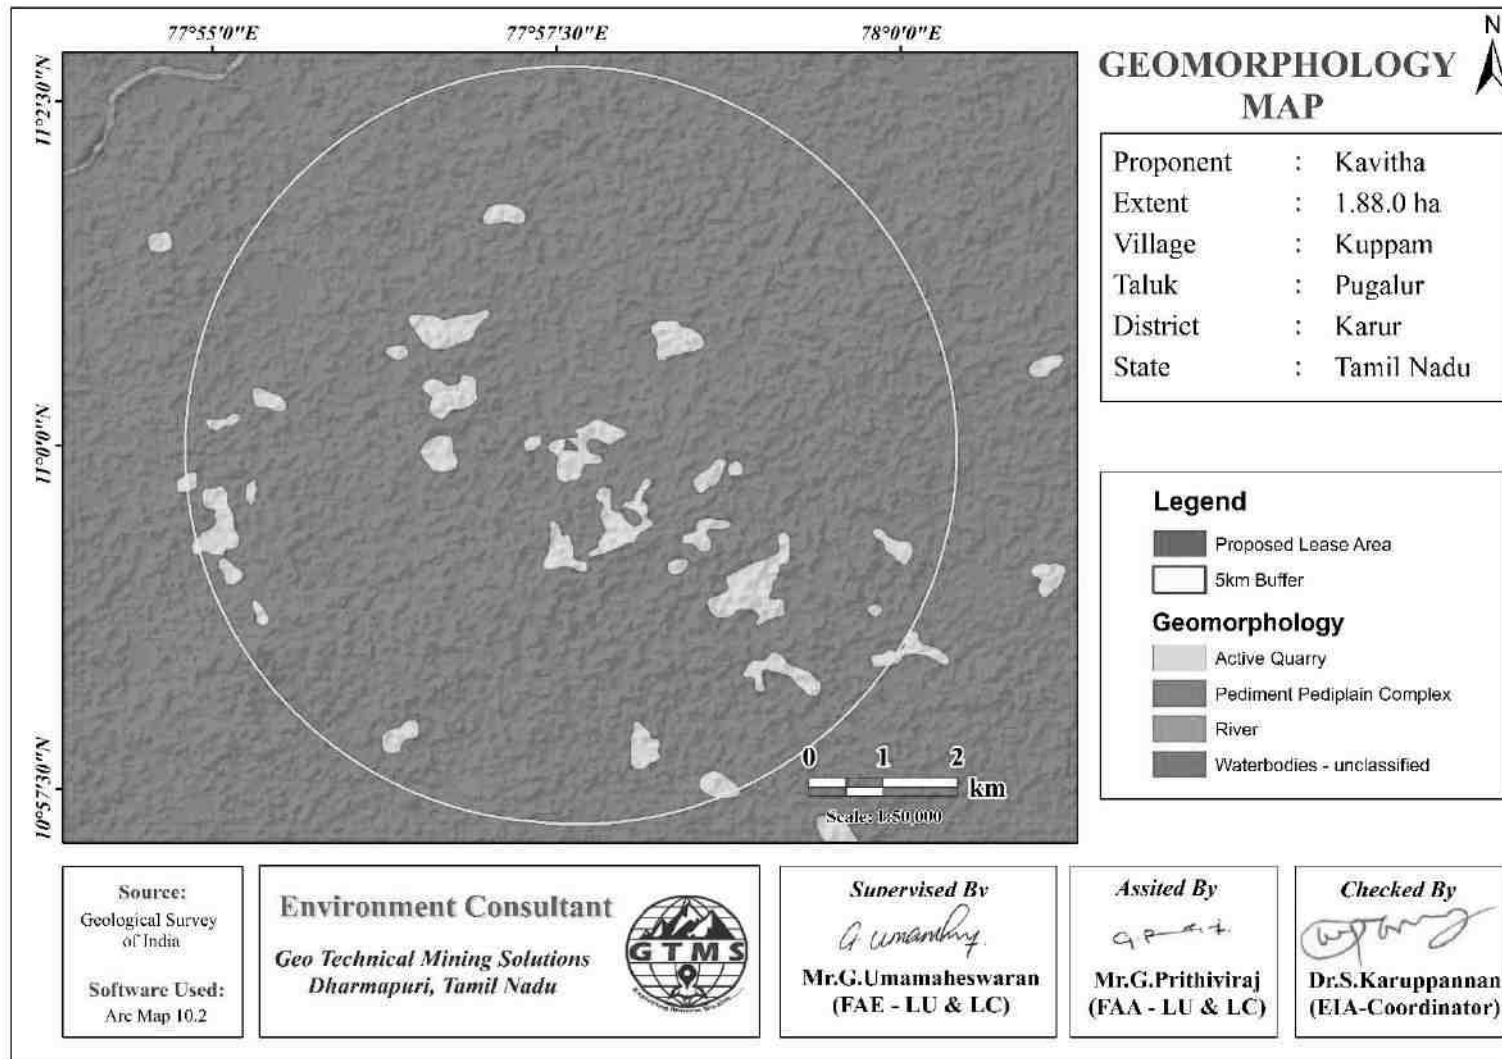 77°55'0"E 77°57'30"E 78°0'0"E
11°2'30"N
11°0'0"N
10°57'30"N
0 1 2
km
Scale: 1:50,000
N
GEOMORPHOLOGY
MAP
Proponent : Kavitha
Extent : 1.88.0 ha
Village : Kuppam
Taluk : Pugalur
District : Karur
State : Tamil Nadu
Legend
Proposed Lease Area
5km Buffer
Geomorphology
Active Quarry
Pediment Pediplain Complex
River
Waterbodies - unclassified
Source:
Geological Survey
of India
Software Used:
Arc Map 10.2
Environment Consultant
Geo Technical Mining Solutions
Dharmapuri, Tamil Nadu
GTMS
Supervised By
Mr.G.Umamaheswaran
(FAE - LU & LC)
Assited By
Mr.G.Prithiviraj
(FAA - LU & LC)
Checked By
Dr.S.Karuppannan
(EIA-Coordinator)